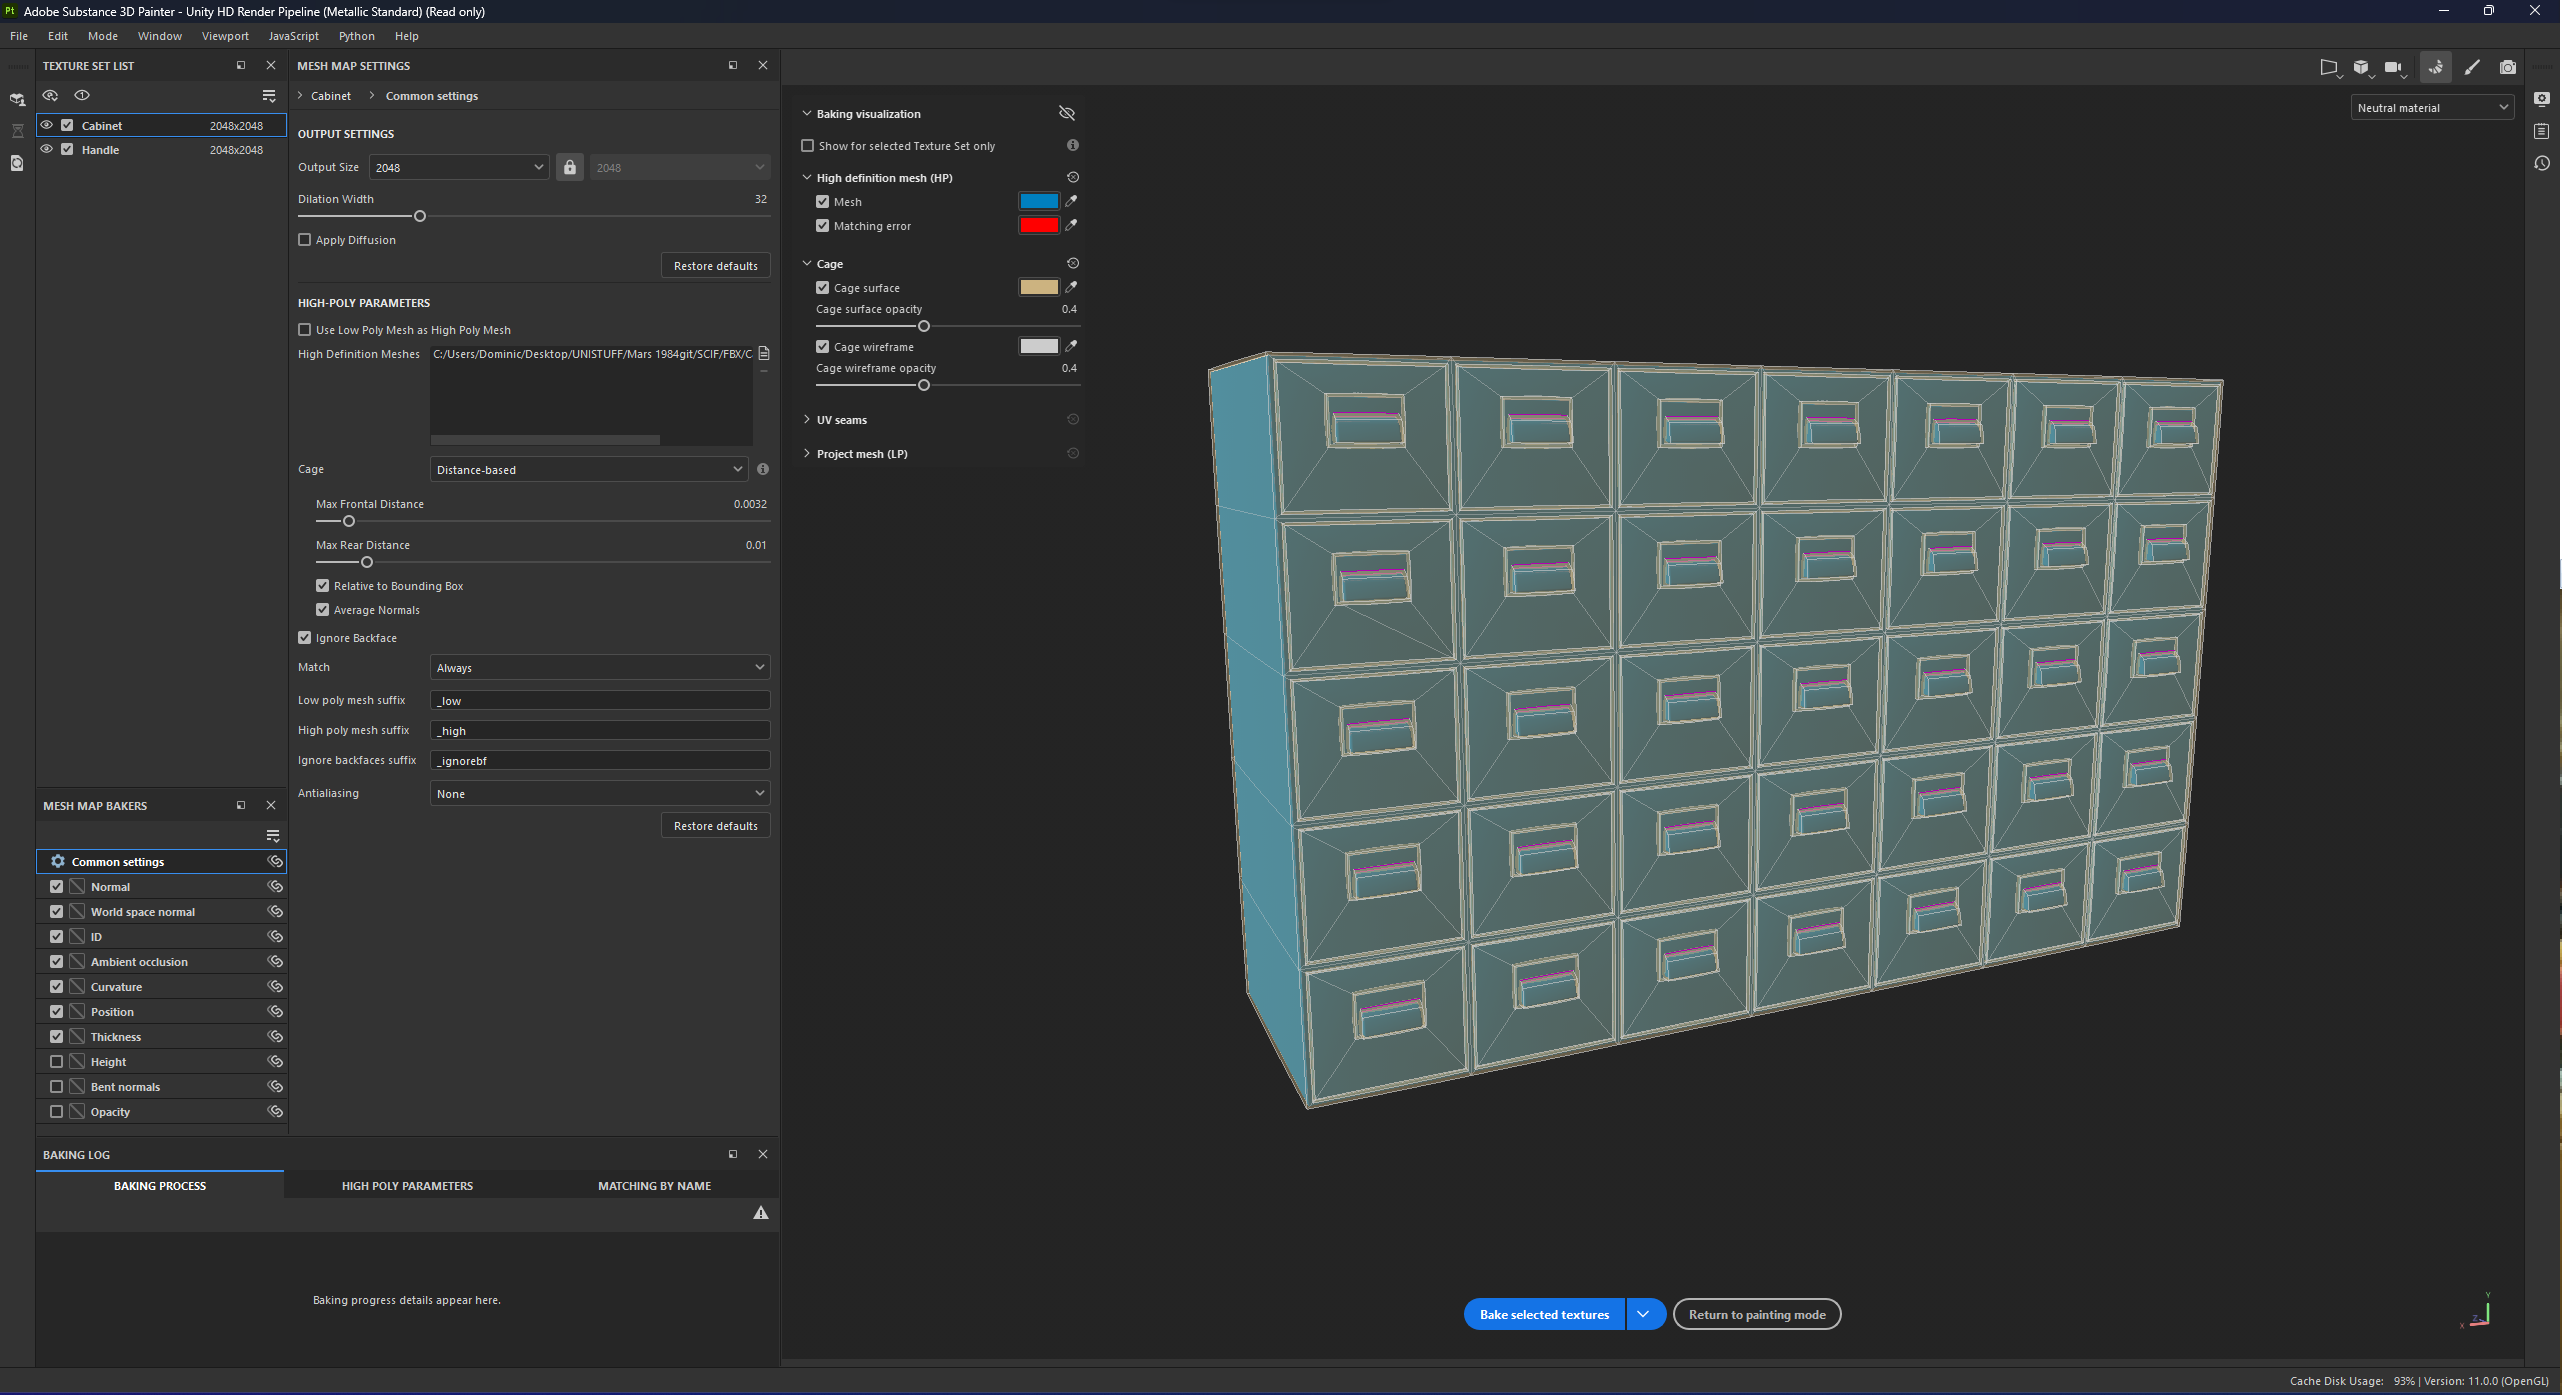 Pt Adobe Substance 3D Painter - Unity HD Render Pipeline (Metallic Standard) (Read only)
File Edit Mode Window Viewport JavaScript Python Help
TEXTURE SET LIST
Cabinet 2048x2048
Handle 2048x2048
MESH MAP SETTINGS
> Cabinet > Common settings
OUTPUT SETTINGS
Output Size 2048 2048
Dilation Width 32
Apply Diffusion
Restore defaults
HIGH-POLY PARAMETERS
Use Low Poly Mesh as High Poly Mesh
High Definition Meshes C:/Users/Dominic/Desktop/UNISTUFF/Mars 1984git/SCIF/FBX/C
Cage Distance-based
Max Frontal Distance 0.0032
Max Rear Distance 0.01
Relative to Bounding Box
Average Normals
Ignore Backface
Match Always
Low poly mesh suffix _low
High poly mesh suffix _high
Ignore backfaces suffix _ignorebf
Antialiasing None
Restore defaults
MESH MAP BAKERS
Common settings
Normal
World space normal
ID
Ambient occlusion
Curvature
Position
Thickness
Height
Bent normals
Opacity
BAKING LOG
BAKING PROCESS HIGH POLY PARAMETERS MATCHING BY NAME
Baking progress details appear here.
Baking visualization
Show for selected Texture Set only
High definition mesh (HP)
Mesh
Matching error
Cage
Cage surface
Cage surface opacity 0.4
Cage wireframe
Cage wireframe opacity 0.4
UV seams
Project mesh (LP)
Neutral material
Bake selected textures
Return to painting mode
Y
Z
X
Cache Disk Usage: 93% | Version: 11.0.0 (OpenGL)